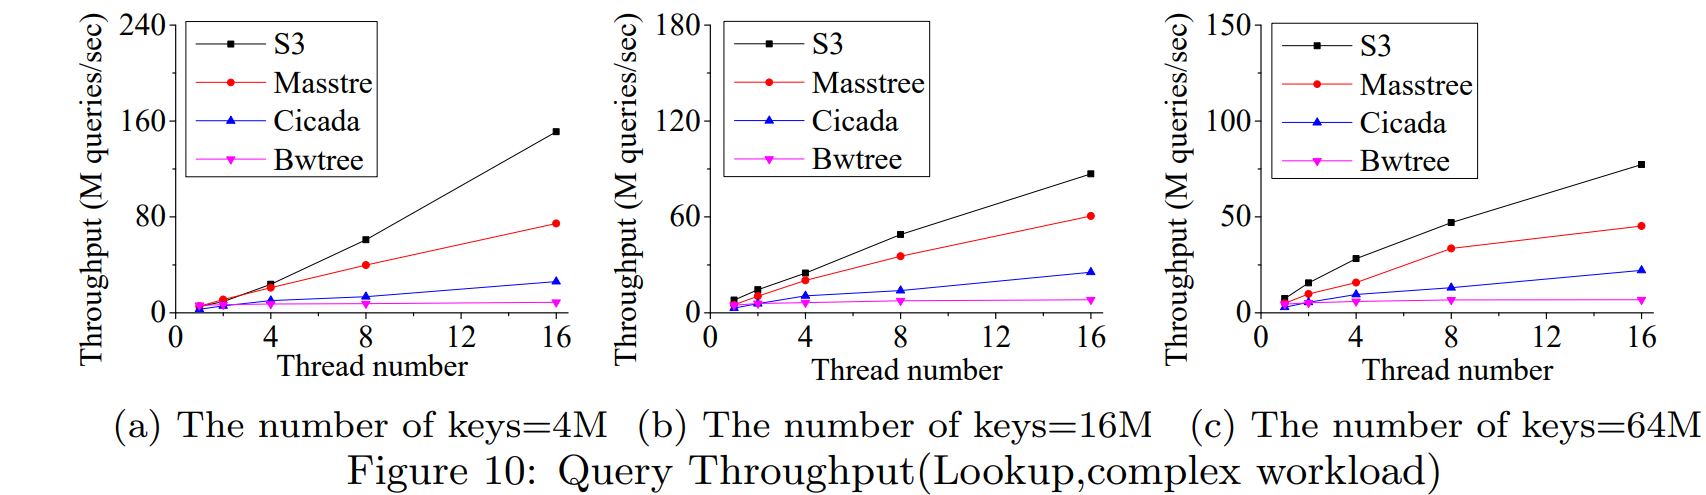 Throughput (M queries/sec)
240
160
80
0
S3
Masstre
Cicada
Bwtree
0 4 8 12 16
Thread number
Throughput (M queries/sec)
180
120
60
0
S3
Masstree
Cicada
Bwtree
0 4 8 12 16
Thread number
Throughput (M queries/sec)
150
100
50
0
S3
Masstree
Cicada
Bwtree
0 4 8 12 16
Thread number
(a) The number of keys=4M
(b) The number of keys=16M
(c) The number of keys=64M
Figure 10: Query Throughput(Lookup,complex workload)